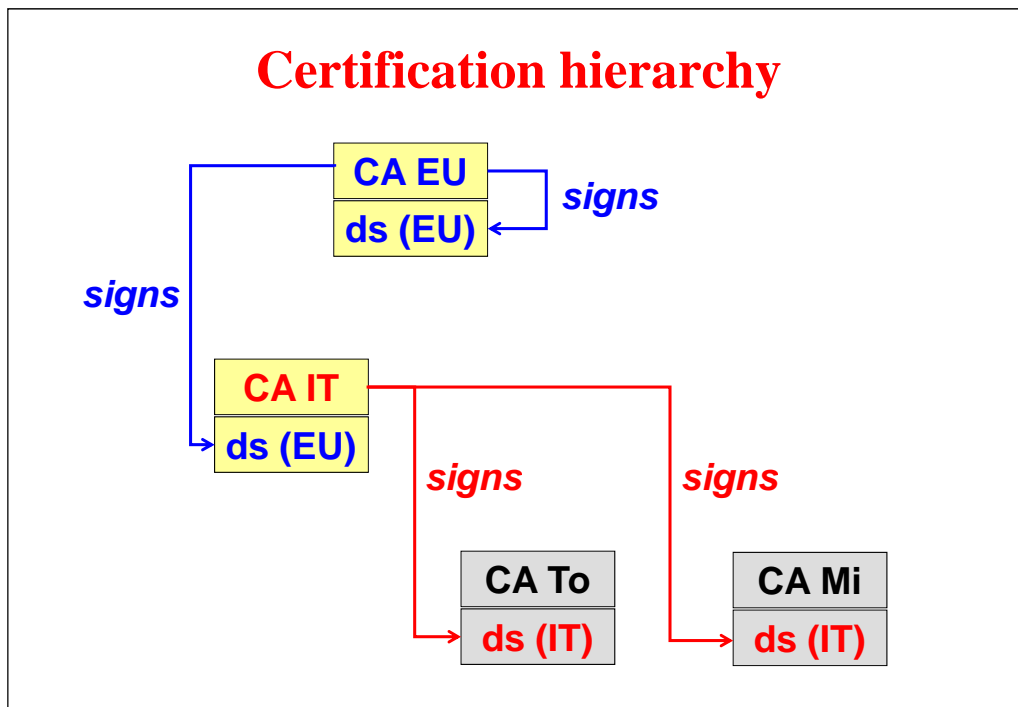 Certification hierarchy
CA EU
signs
ds (EU)
signs
CA IT
ds (EU)
signs
signs
CA To
CA Mi
ds (IT)
ds (IT)